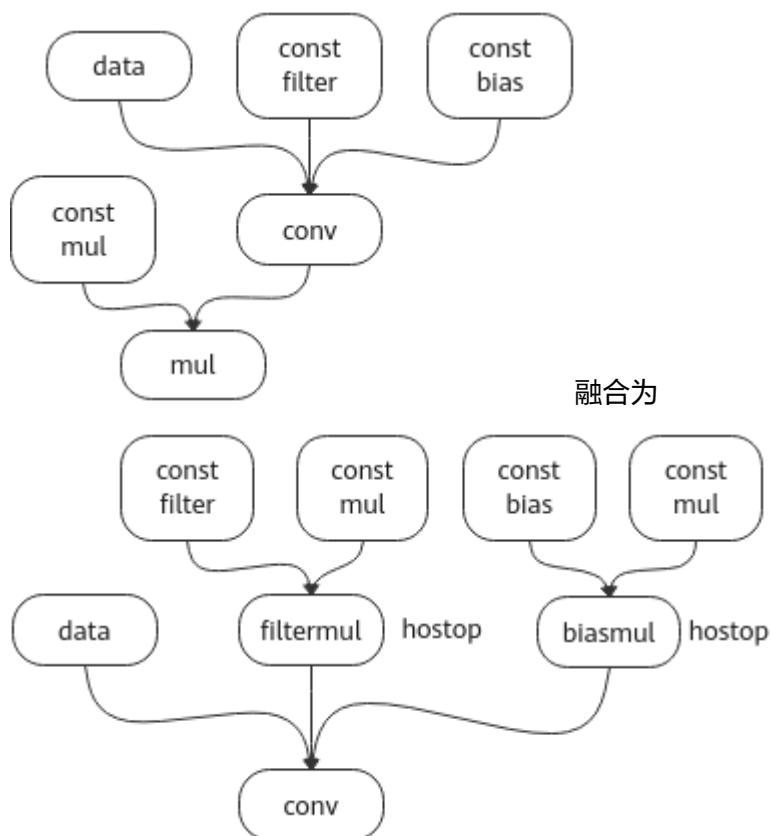 data
const
filter
const
bias
const
mul
conv
mul
融合为
const
filter
const
mul
const
bias
const
mul
data
filtermul
hostop
biasmul
hostop
conv